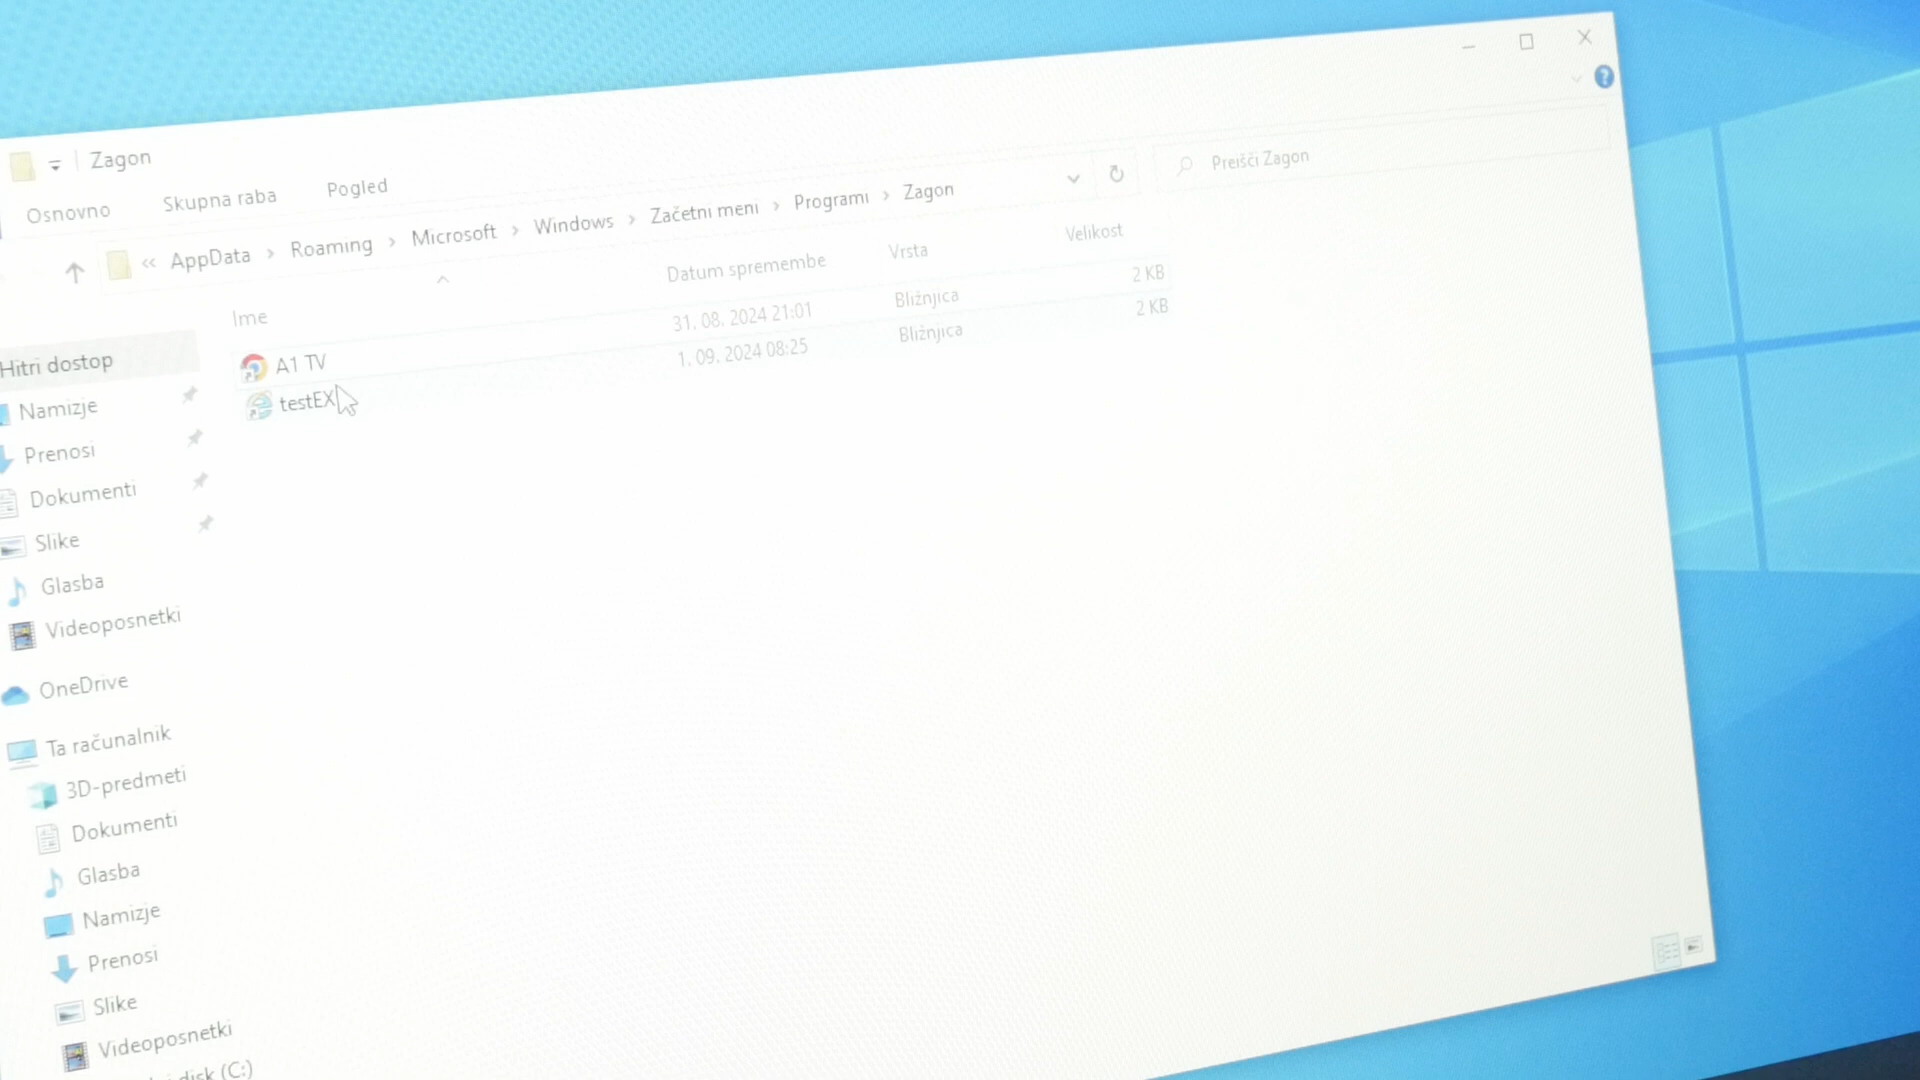 Zagon
Osnovno Skupna raba Pogled
« AppData › Roaming › Microsoft › Windows › Začetni meni › Programi › Zagon
Preišči Zagon
Ime Datum spremembe Vrsta Velikost
A1 TV 31. 08. 2024 21:01 Bližnjica 2 KB
testEX 1. 09. 2024 08:25 Bližnjica 2 KB
Hitri dostop
Namizje
Prenosi
Dokumenti
Slike
Glasba
Videoposnetki
OneDrive
Ta računalnik
3D-predmeti
Dokumenti
Glasba
Namizje
Prenosi
Slike
Videoposnetki
disk (C:)